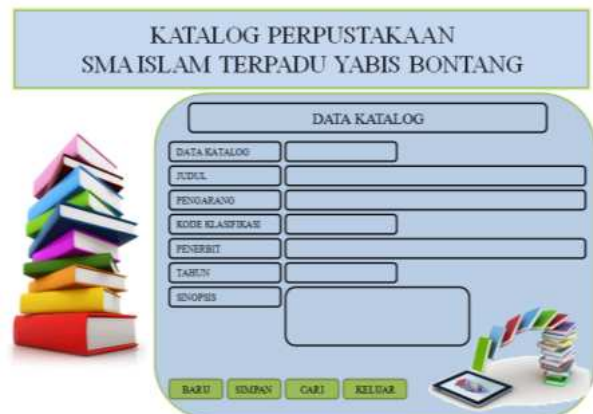 KATALOG PERPUSTAKAAN
SMA ISLAM TERPADU YABIS BONTANG
DATA KATALOG
DATA KATALOG
JUDUL
PENGARANG
KODE KLASIFIKASI
PENERBIT
TAHUN
SINOPSIS
BARU SIMPAN CARI KELUAR